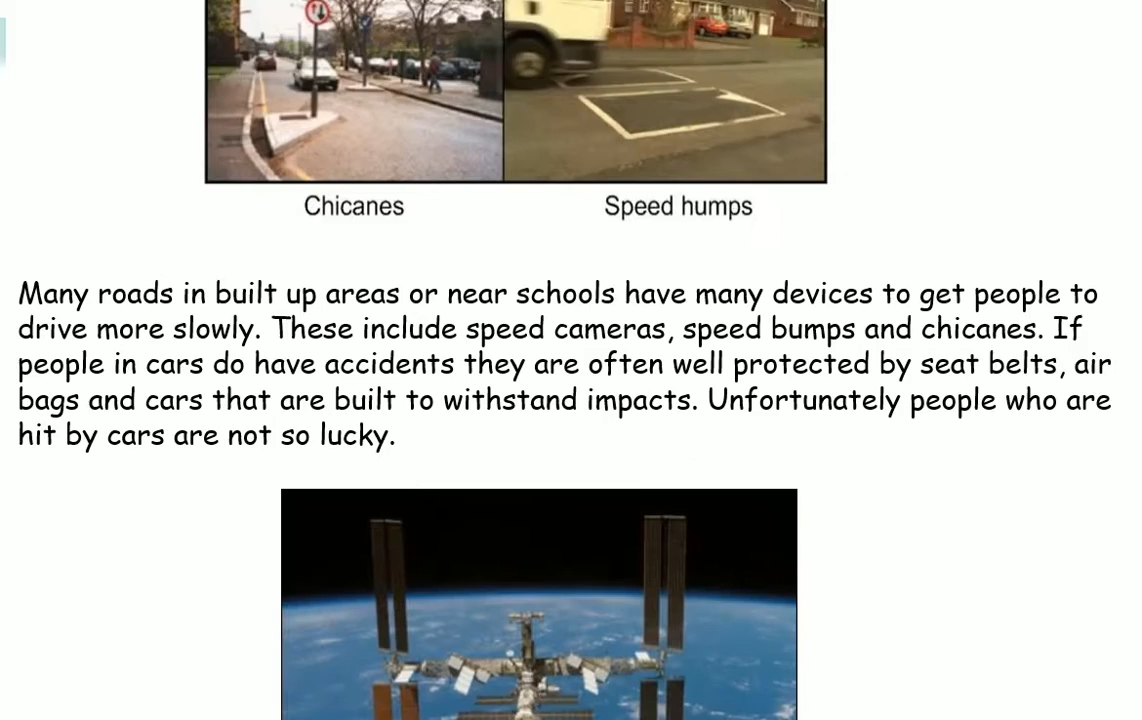 Chicanes
Speed humps
Many roads in built up areas or near schools have many devices to get people to
drive more slowly. These include speed cameras, speed bumps and chicanes. If
people in cars do have accidents they are often well protected by seat belts, air
bags and cars that are built to withstand impacts. Unfortunately people who are
hit by cars are not so lucky.